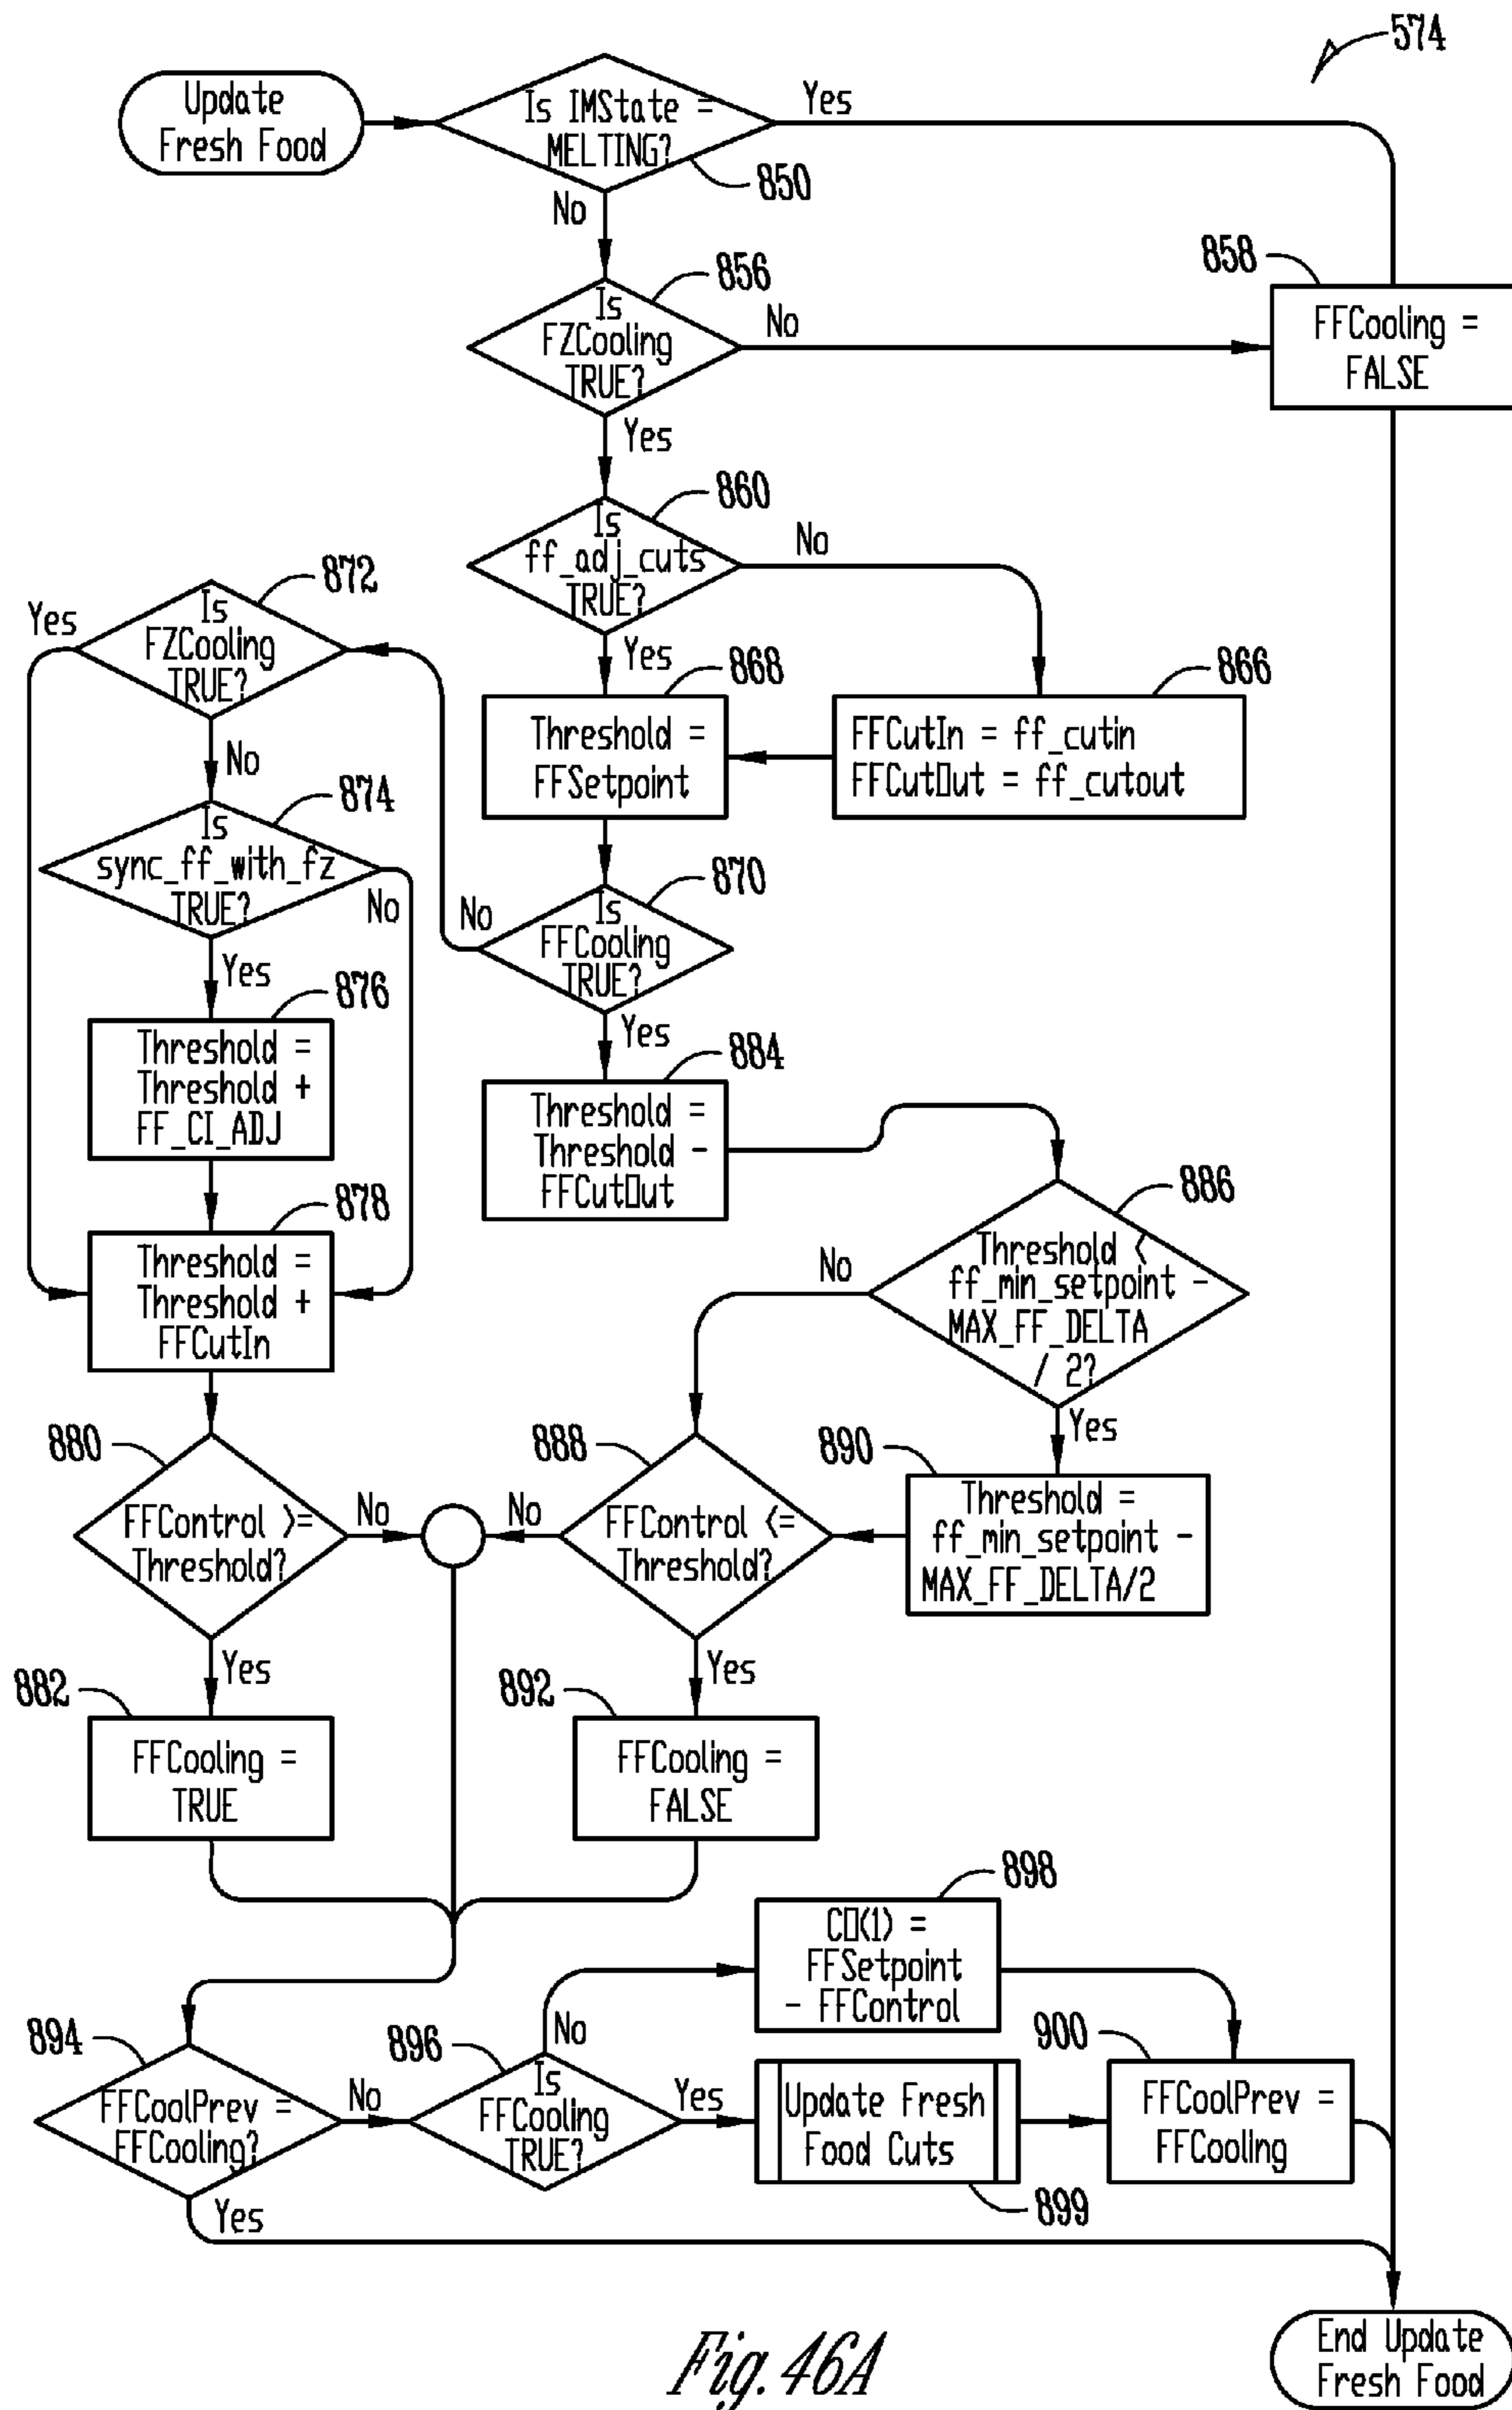 574
Update
Fresh Food
Is IMState =
MELTING?
Yes
850
No
856
Is
FZCooling
TRUE?
No
858
FFCooling =
FALSE
Yes
860
Is
ff_adj_cuts
TRUE?
No
872
Is
FZCooling
TRUE?
Yes
Yes
868
866
Threshold =
FFSetpoint
FFCutIn = ff_cutin
FFCutOut = ff_cutout
No
874
Is
sync_ff_with_fz
TRUE?
No
870
No
Is
FFCooling
TRUE?
Yes
876
Yes
884
Threshold =
Threshold +
FF_CI_ADJ
Threshold =
Threshold -
FFCutOut
886
878
Threshold =
Threshold +
FFCutIn
No
Threshold <
ff_min_setpoint -
MAX_FF_DELTA
/ 2?
Yes
880
888
890
FFControl >=
Threshold?
No
No
FFControl <=
Threshold?
Threshold =
ff_min_setpoint -
MAX_FF_DELTA/2
Yes
Yes
882
892
FFCooling =
TRUE
FFCooling =
FALSE
898
CO(1) =
FFSetpoint
- FFControl
No
894
896
900
FFCoolPrev =
FFCooling?
No
Is
FFCooling
TRUE?
Yes
Update Fresh
Food Cuts
FFCoolPrev =
FFCooling
899
Yes
End Update
Fresh Food
Fig. 46A